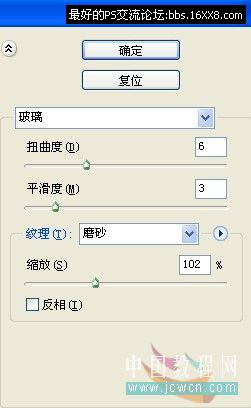 最好的PS交流论坛:bbs.16XX8.com
确定
复位
玻璃
扭曲度(D) 6
平滑度(M) 3
纹理(T): 磨砂
缩放(S) 102 %
反相(I)
中国教程网
www.jcwcn.com